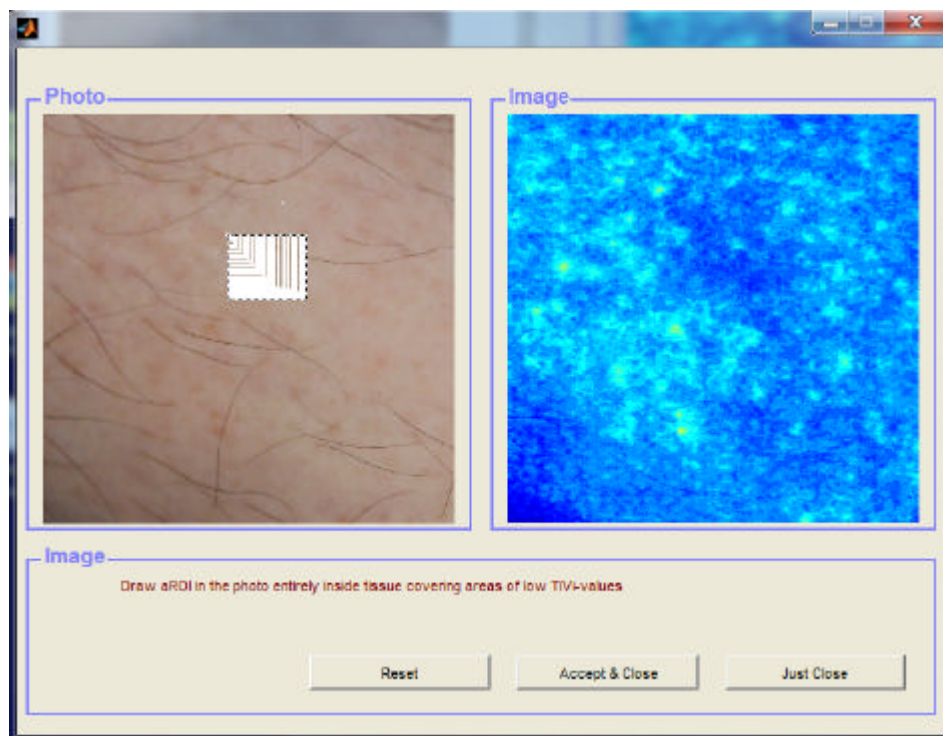 Photo
Image
Image
Draw aROI in the photo entirely inside tissue covering areas of low TiVi-values
Reset
Accept & Close
Just Close